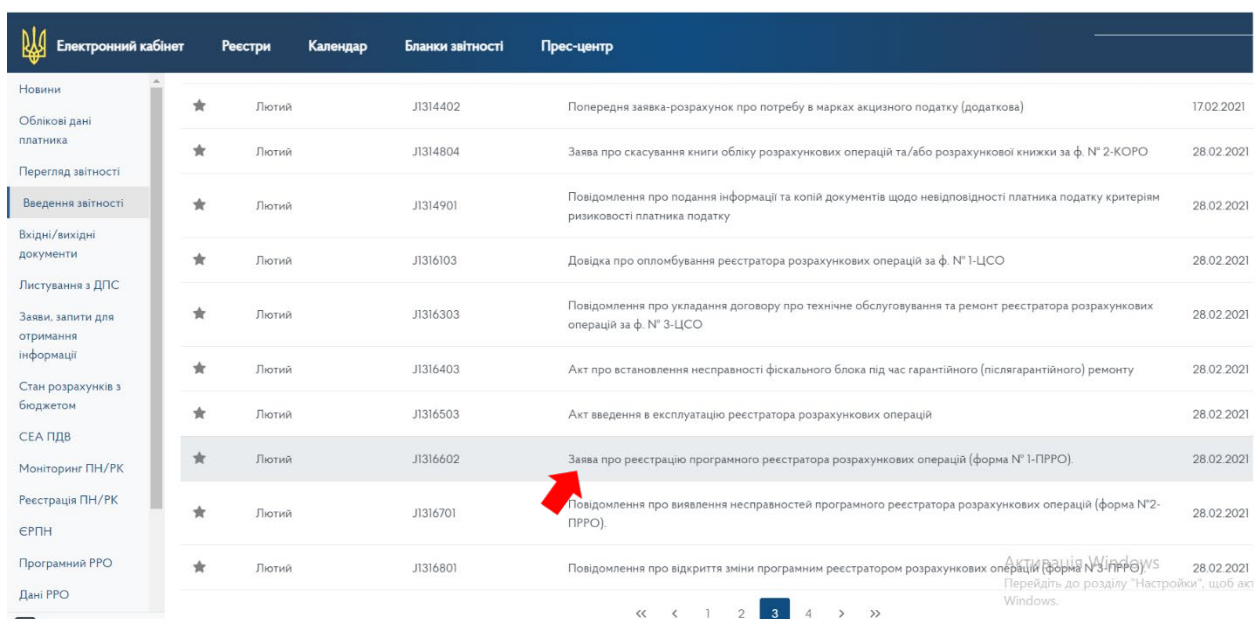 Електронний кабінет Реєстри Календар Бланки звітності Прес-центр
Новини
Облікові дані
платника
Перегляд звітності
Введення звітності
Вхідні/вихідні
документи
Листування з ДПС
Заяви, запити для
отримання
інформації
Стан розрахунків з
бюджетом
СЕА ПДВ
Моніторинг ПН/РК
Реєстрація ПН/РК
ЄРПН
Програмний РРО
Дані РРО
Лютий J1314402 Попередня заявка-розрахунок про потребу в марках акцизного податку (додаткова) 17.02.2021
Лютий J1314804 Заява про скасування книги обліку розрахункових операцій та/або розрахункової книжки за ф. № 2-КОРО 28.02.2021
Лютий J1314901 Повідомлення про подання інформації та копій документів щодо невідповідності платника податку критеріям 28.02.2021
ризиковості платника податку
Лютий J1316103 Довідка про опломбування реєстратора розрахункових операцій за ф. № 1-ЦСО 28.02.2021
Лютий J1316303 Повідомлення про укладання договору про технічне обслуговування та ремонт реєстратора розрахункових 28.02.2021
операцій за ф. № 3-ЦСО
Лютий J1316403 Акт про встановлення несправності фіскального блока під час гарантійного (післягарантійного) ремонту 28.02.2021
Лютий J1316503 Акт введення в експлуатацію реєстратора розрахункових операцій 28.02.2021
Лютий J1316602 Заява про реєстрацію програмного реєстратора розрахункових операцій (форма № 1-ПРРО). 28.02.2021
Лютий J1316701 Повідомлення про виявлення несправностей програмного реєстратора розрахункових операцій (форма №2- 28.02.2021
ПРРО).
Лютий J1316801 Повідомлення про відкриття зміни програмним реєстратором розрахункових операцій (форма №3-ПРРО). 28.02.2021
Активація Windows
Перейдіть до розділу "Настройки", щоб акт
Windows.
« ‹ 1 2 3 4 › »